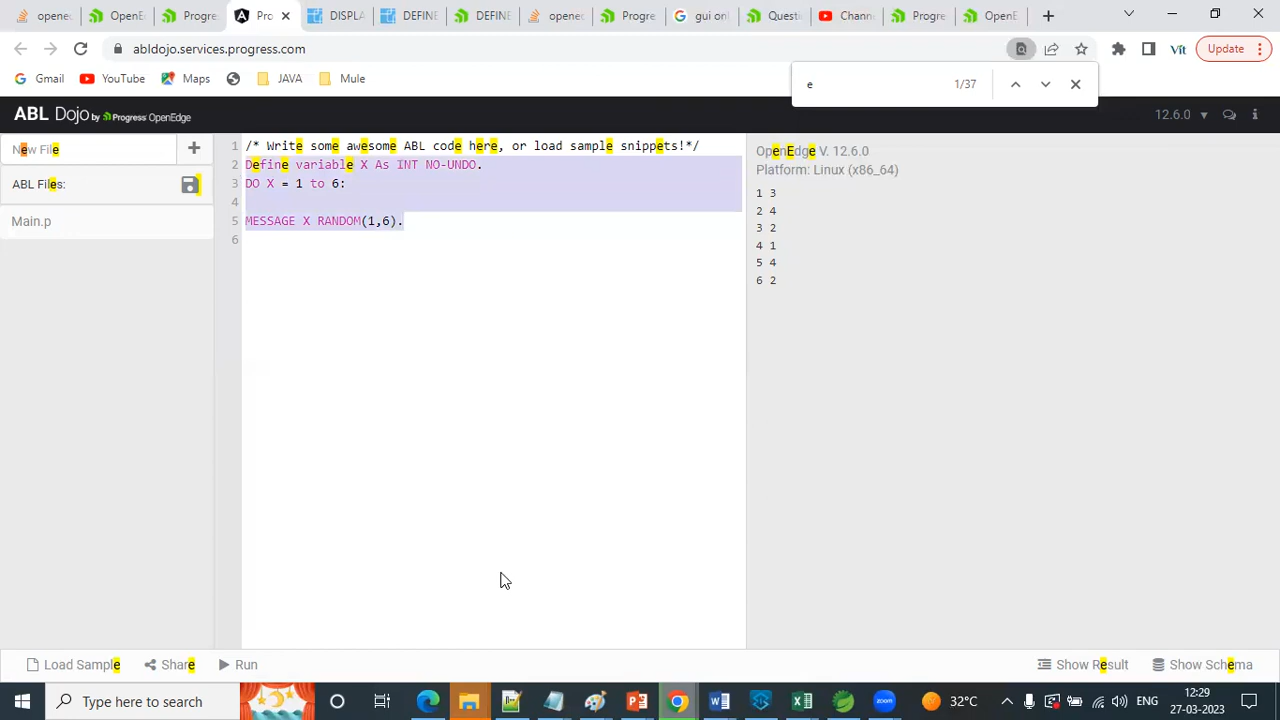 openec
OpenE
Progre
Pro
DISPLA
DEFINE
DEFINE
openec
Progre
gui onl
Questi
Chann
Progre
OpenE
abldojo.services.progress.com
Vít
Update
Gmail
YouTube
Maps
JAVA
Mule
e
1/37
ABL Dojo by Progress OpenEdge
12.6.0
New File
ABL Files:
Main.p
1 /* Write some awesome ABL code here, or load sample snippets!*/
2 Define variable X As INT NO-UNDO.
3 DO X = 1 to 6:
4
5 MESSAGE X RANDOM(1,6).
6
OpenEdge V. 12.6.0
Platform: Linux (x86_64)
1 3
2 4
3 2
4 1
5 4
6 2
Load Sample
Share
Run
Show Result
Show Schema
Type here to search
32°C
ENG
12:29
27-03-2023